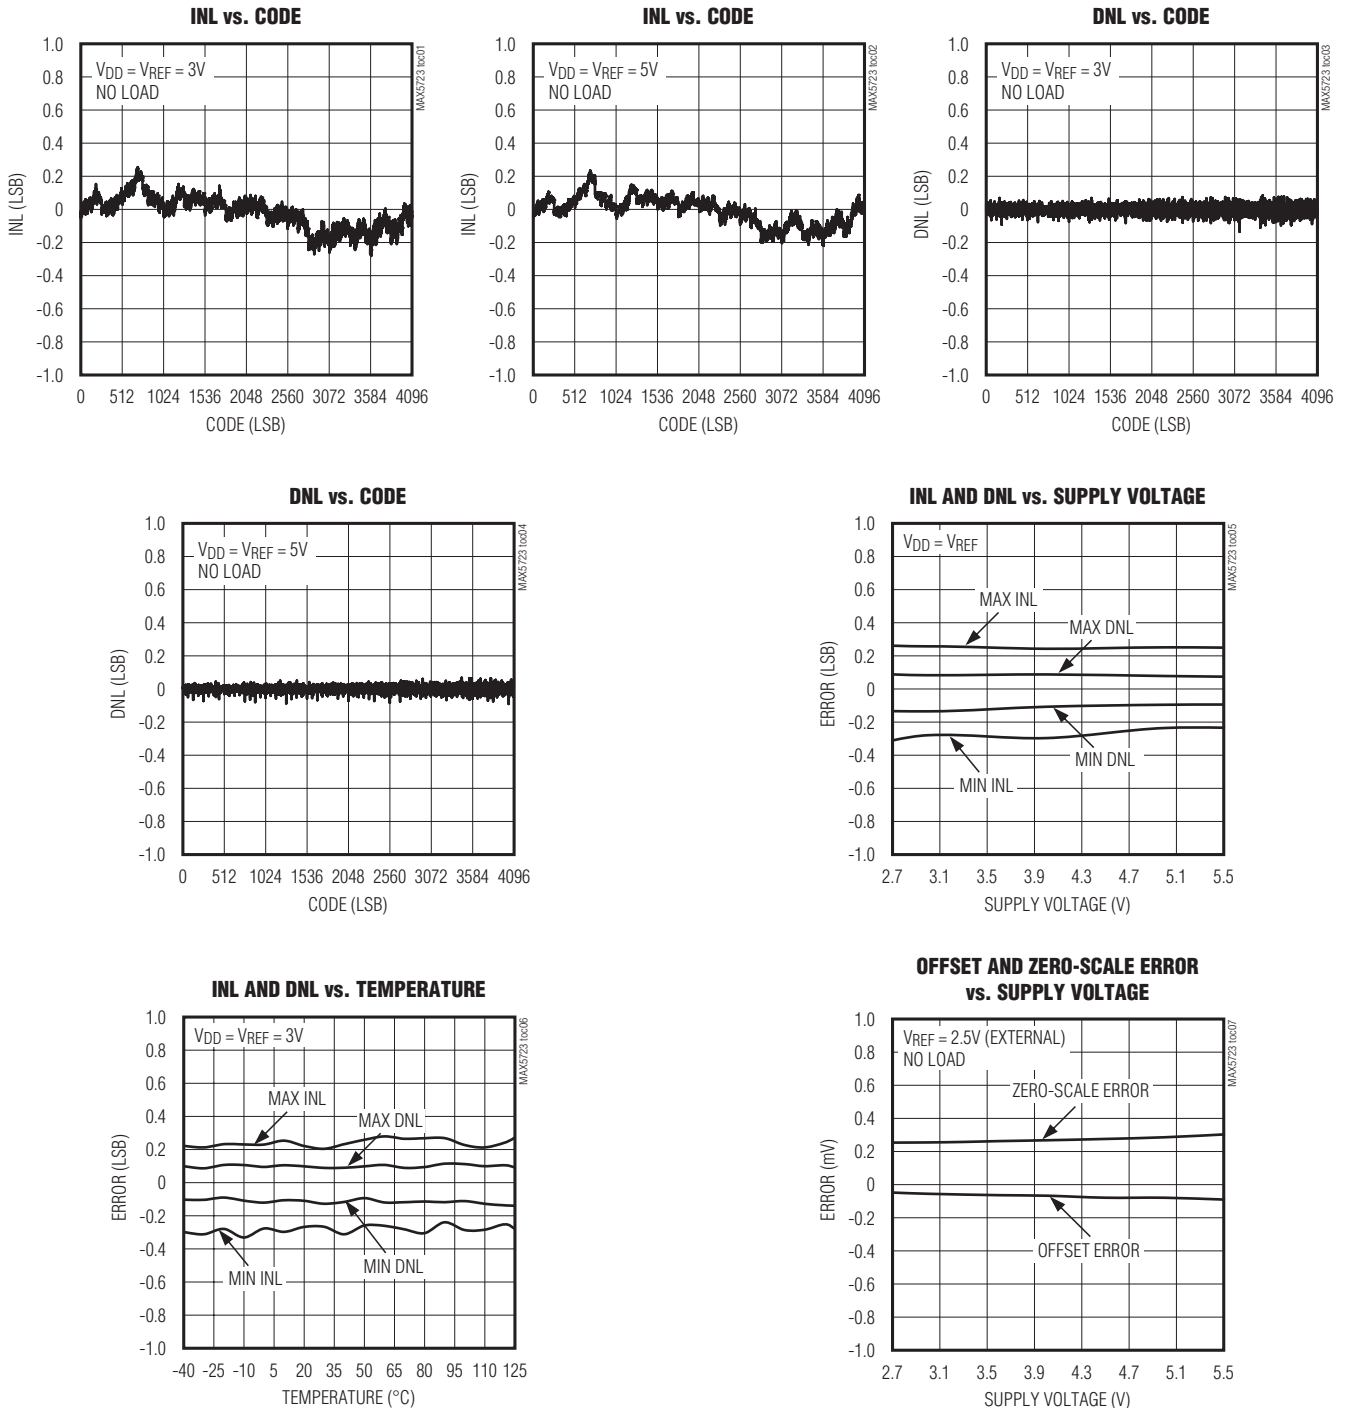 INL vs. CODE
1.0
0.8
0.6
0.4
0.2
0
-0.2
-0.4
-0.6
-0.8
-1.0
INL (LSB)
VDD = VREF = 3V
NO LOAD
MAX5723 toc01
0 512 1024 1536 2048 2560 3072 3584 4096
CODE (LSB)
INL vs. CODE
1.0
0.8
0.6
0.4
0.2
0
-0.2
-0.4
-0.6
-0.8
-1.0
INL (LSB)
VDD = VREF = 5V
NO LOAD
MAX5723 toc02
0 512 1024 1536 2048 2560 3072 3584 4096
CODE (LSB)
DNL vs. CODE
1.0
0.8
0.6
0.4
0.2
0
-0.2
-0.4
-0.6
-0.8
-1.0
DNL (LSB)
VDD = VREF = 3V
NO LOAD
MAX5723 toc03
0 512 1024 1536 2048 2560 3072 3584 4096
CODE (LSB)
DNL vs. CODE
1.0
0.8
0.6
0.4
0.2
0
-0.2
-0.4
-0.6
-0.8
-1.0
DNL (LSB)
VDD = VREF = 5V
NO LOAD
MAX5723 toc04
0 512 1024 1536 2048 2560 3072 3584 4096
CODE (LSB)
INL AND DNL vs. SUPPLY VOLTAGE
1.0
0.8
0.6
0.4
0.2
0
-0.2
-0.4
-0.6
-0.8
-1.0
ERROR (LSB)
VDD = VREF
MAX5723 toc05
MAX INL
MAX DNL
MIN DNL
MIN INL
2.7 3.1 3.5 3.9 4.3 4.7 5.1 5.5
SUPPLY VOLTAGE (V)
INL AND DNL vs. TEMPERATURE
1.0
0.8
0.6
0.4
0.2
0
-0.2
-0.4
-0.6
-0.8
-1.0
ERROR (LSB)
VDD = VREF = 3V
MAX5723 toc06
MAX INL
MAX DNL
MIN DNL
MIN INL
-40 -25 -10 5 20 35 50 65 80 95 110 125
TEMPERATURE (°C)
OFFSET AND ZERO-SCALE ERROR
vs. SUPPLY VOLTAGE
1.0
0.8
0.6
0.4
0.2
0
-0.2
-0.4
-0.6
-0.8
-1.0
ERROR (mV)
VREF = 2.5V (EXTERNAL)
NO LOAD
MAX5723 toc07
ZERO-SCALE ERROR
OFFSET ERROR
2.7 3.1 3.5 3.9 4.3 4.7 5.1 5.5
SUPPLY VOLTAGE (V)